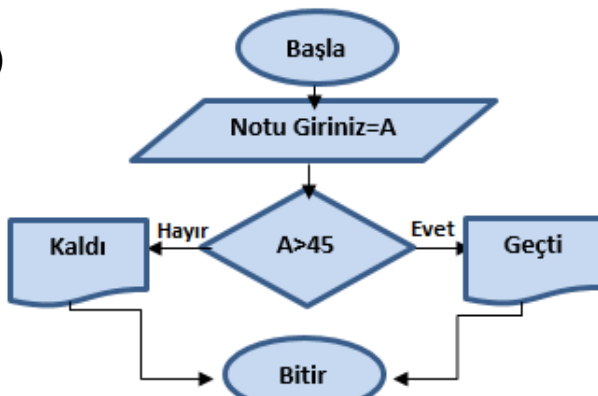 )
Başla
Notu Giriniz=A
Hayır
Evet
Kaldı
A>45
Geçti
Bitir